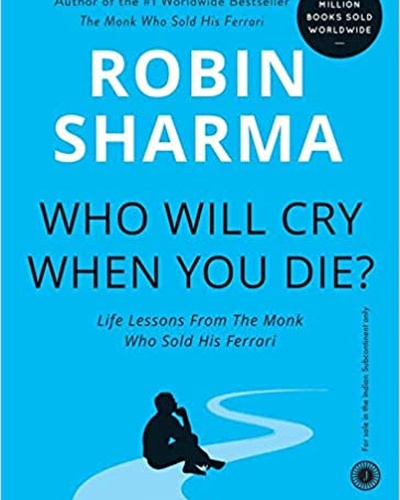 Author of the #1 Worldwide Bestseller
The Monk Who Sold His Ferrari
MILLION
BOOKS SOLD
WORLDWIDE
ROBIN
SHARMA
WHO WILL CRY
WHEN YOU DIE?
Life Lessons From The Monk
Who Sold His Ferrari
For sale in the Indian Subcontinent only
J